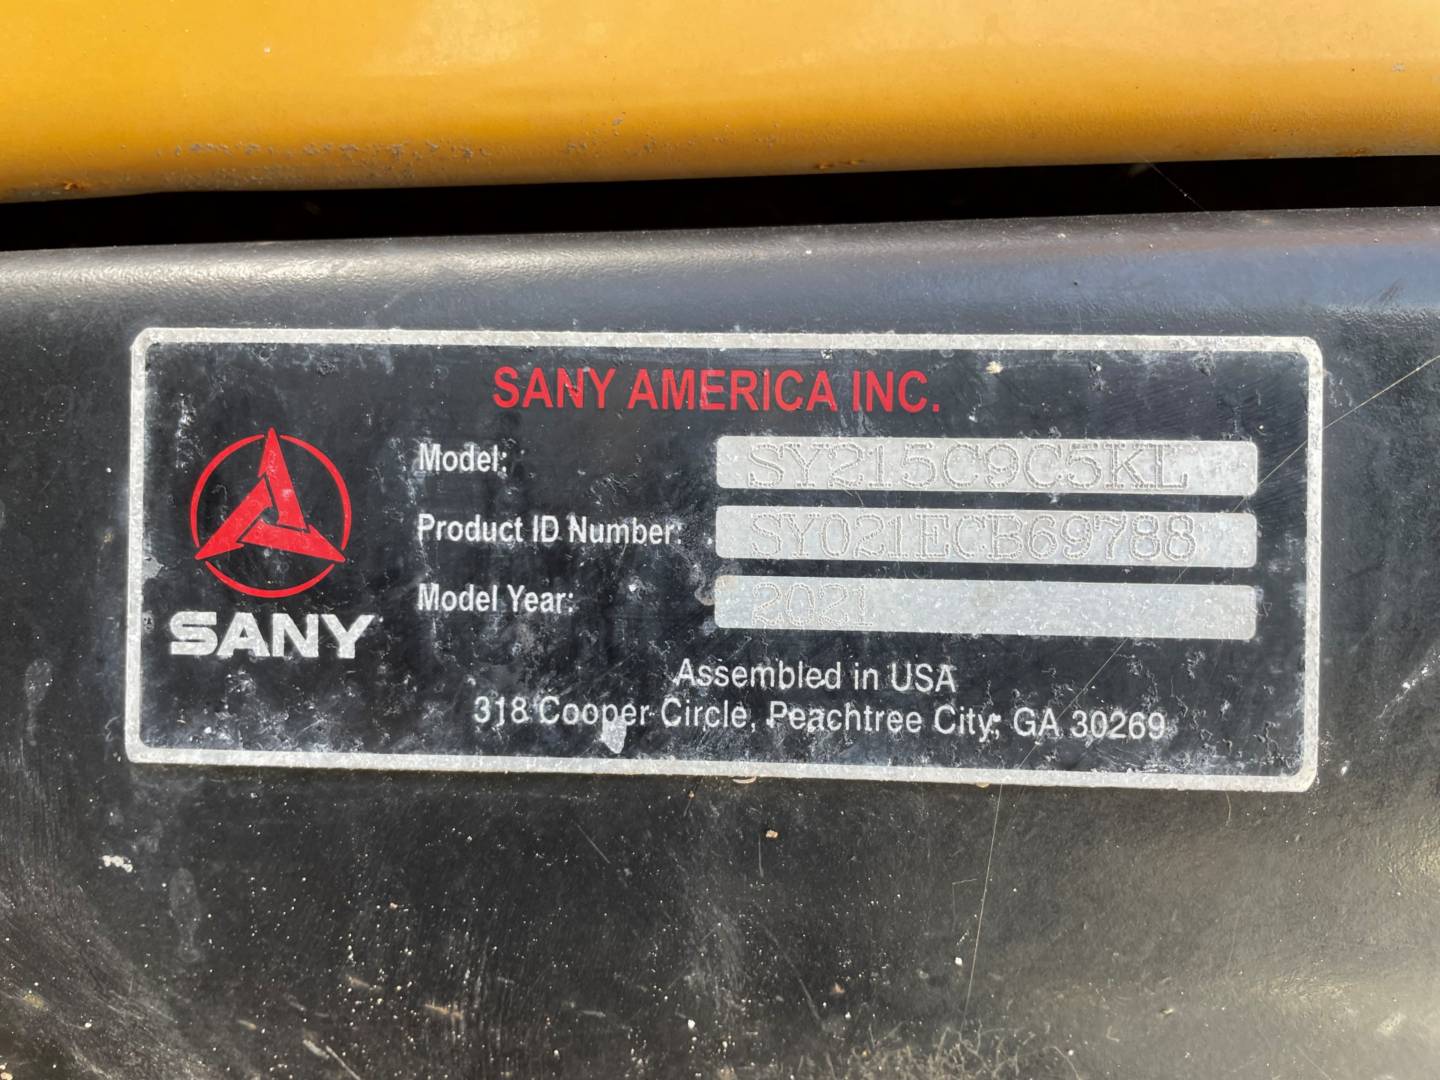 SANY AMERICA INC.
Model: SY215C9C5KL
Product ID Number: SY021ECB69788
Model Year: 2021
SANY
Assembled in USA
318 Cooper Circle, Peachtree City, GA 30269